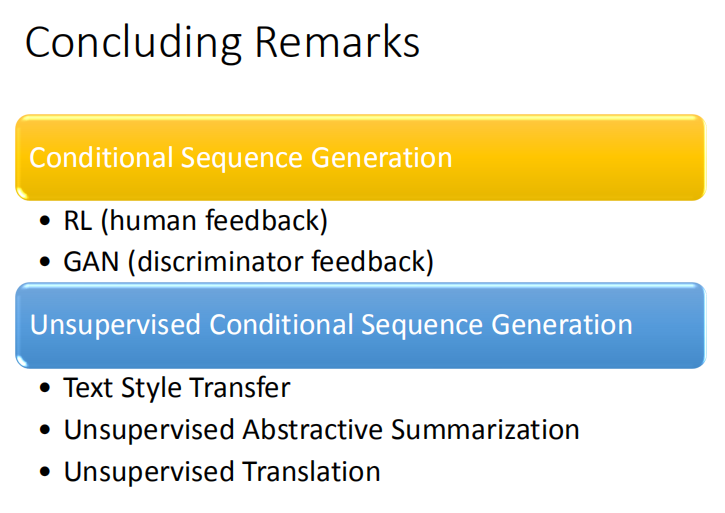 Concluding Remarks
Conditional Sequence Generation
• RL (human feedback)
• GAN (discriminator feedback)
Unsupervised Conditional Sequence Generation
• Text Style Transfer
• Unsupervised Abstractive Summarization
• Unsupervised Translation